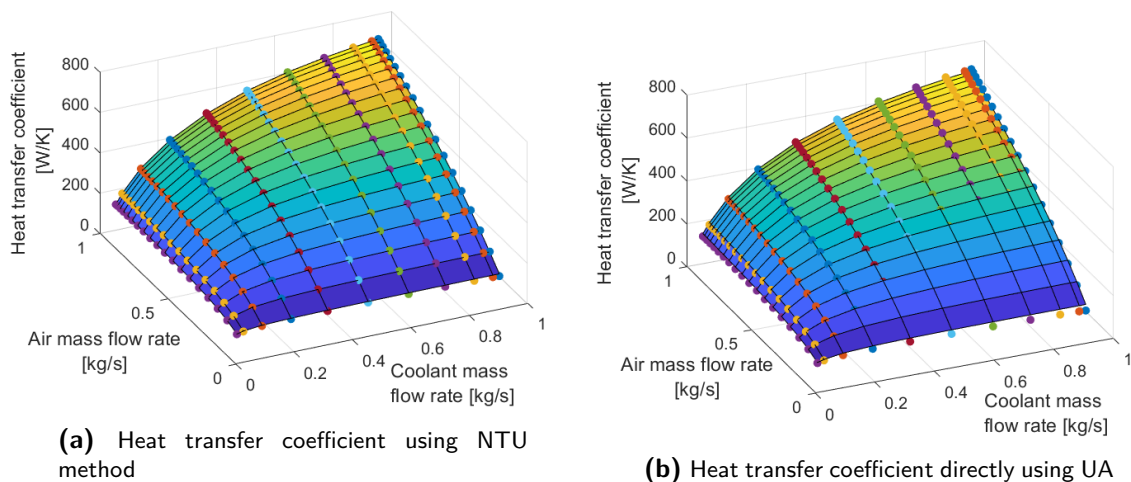 Heat transfer coefficient
[W/K]
800
600
400
200
0
1
0.5
0
Air mass flow rate
[kg/s]
0
0.2
0.4
0.6
0.8
1
Coolant mass
flow rate [kg/s]
(a) Heat transfer coefficient using NTU
method
Heat transfer coefficient
[W/K]
800
600
400
200
0
1
0.5
0
Air mass flow rate
[kg/s]
0
0.2
0.4
0.6
0.8
1
Coolant mass
flow rate [kg/s]
(b) Heat transfer coefficient directly using UA